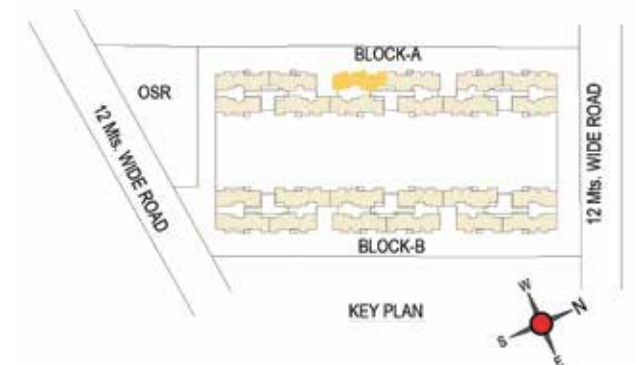 BLOCK-A
OSR
12 Mts. WIDE ROAD
12 Mts. WIDE ROAD
BLOCK-B
KEY PLAN
W
N
S